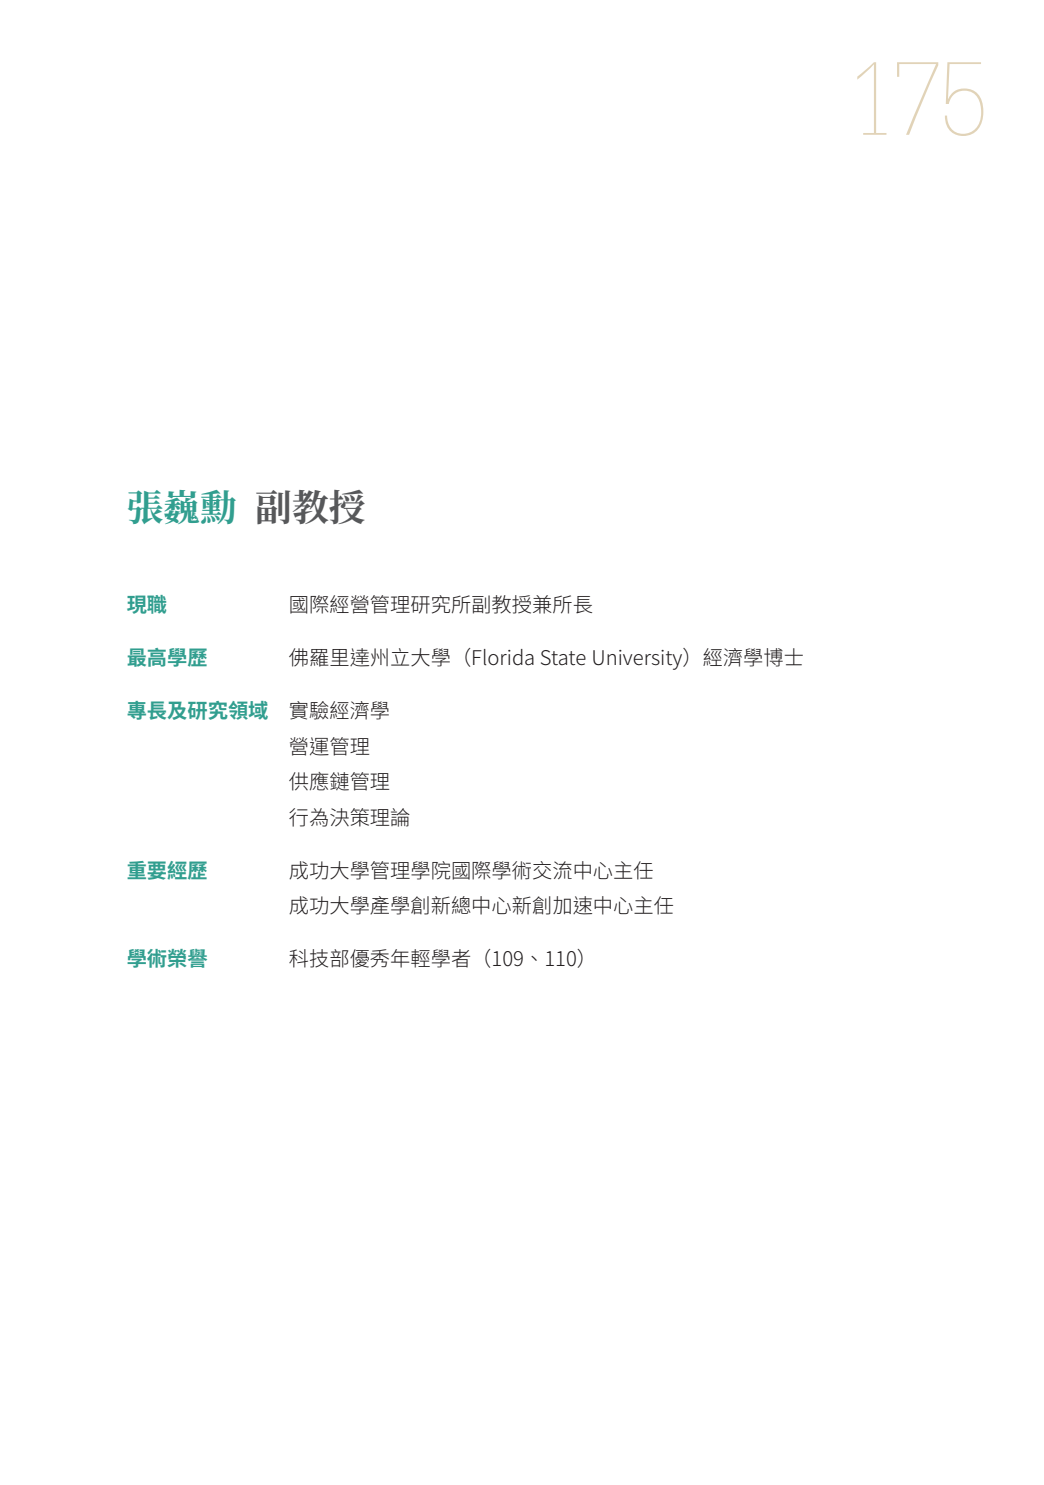 175
張巍勳 副教授
現職 國際經營管理研究所副教授兼所長
最高學歷 佛羅里達州立大學（Florida State University）經濟學博士
專長及研究領域 實驗經濟學
營運管理
供應鏈管理
行為決策理論
重要經歷 成功大學管理學院國際學術交流中心主任
成功大學產學創新總中心新創加速中心主任
學術榮譽 科技部優秀年輕學者（109、110）